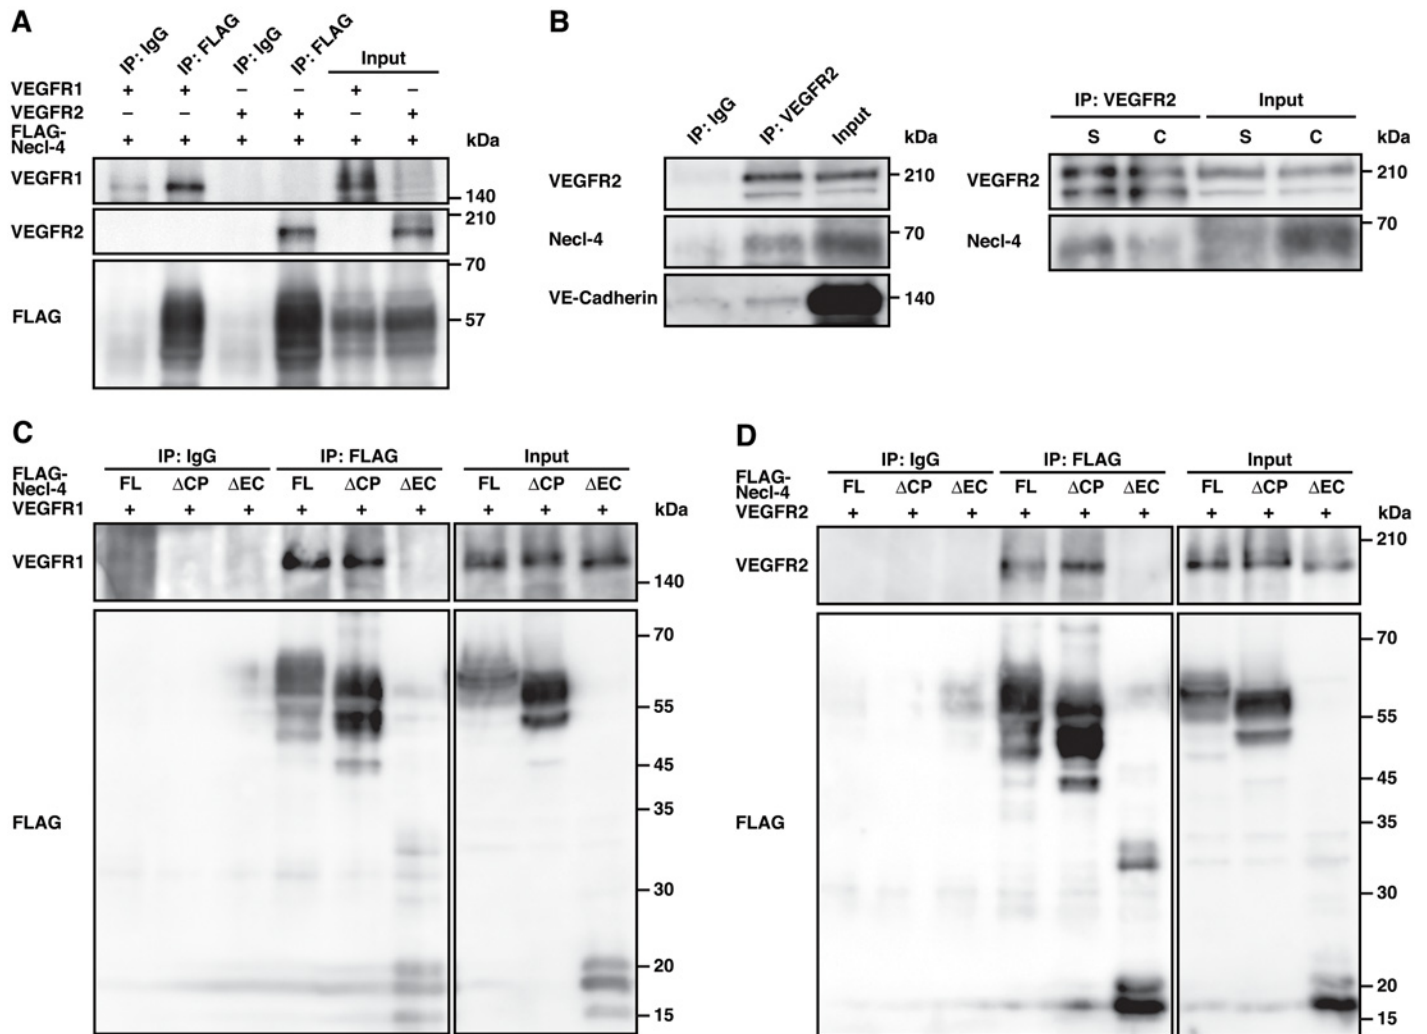 A
IP: IgG
IP: FLAG
IP: IgG
IP: FLAG
Input
VEGFR1 + + – – + –
VEGFR2 – – + + – +
FLAG-
Necl-4 + + + + + + kDa
VEGFR1
140
VEGFR2
210
70
FLAG
57
B
IP: IgG
IP: VEGFR2
Input
kDa
VEGFR2
210
Necl-4
70
VE-Cadherin
140
IP: VEGFR2 Input
S C S C kDa
VEGFR2
210
Necl-4
70
C
IP: IgG IP: FLAG Input
FLAG-
Necl-4 FL ΔCP ΔEC FL ΔCP ΔEC FL ΔCP ΔEC
VEGFR1 + + + + + + + + + kDa
VEGFR1
140
70
55
45
35
FLAG
30
20
15
D
IP: IgG IP: FLAG Input
FLAG-
Necl-4 FL ΔCP ΔEC FL ΔCP ΔEC FL ΔCP ΔEC
VEGFR2 + + + + + + + + + kDa
210
VEGFR2
70
55
45
35
FLAG
30
20
15